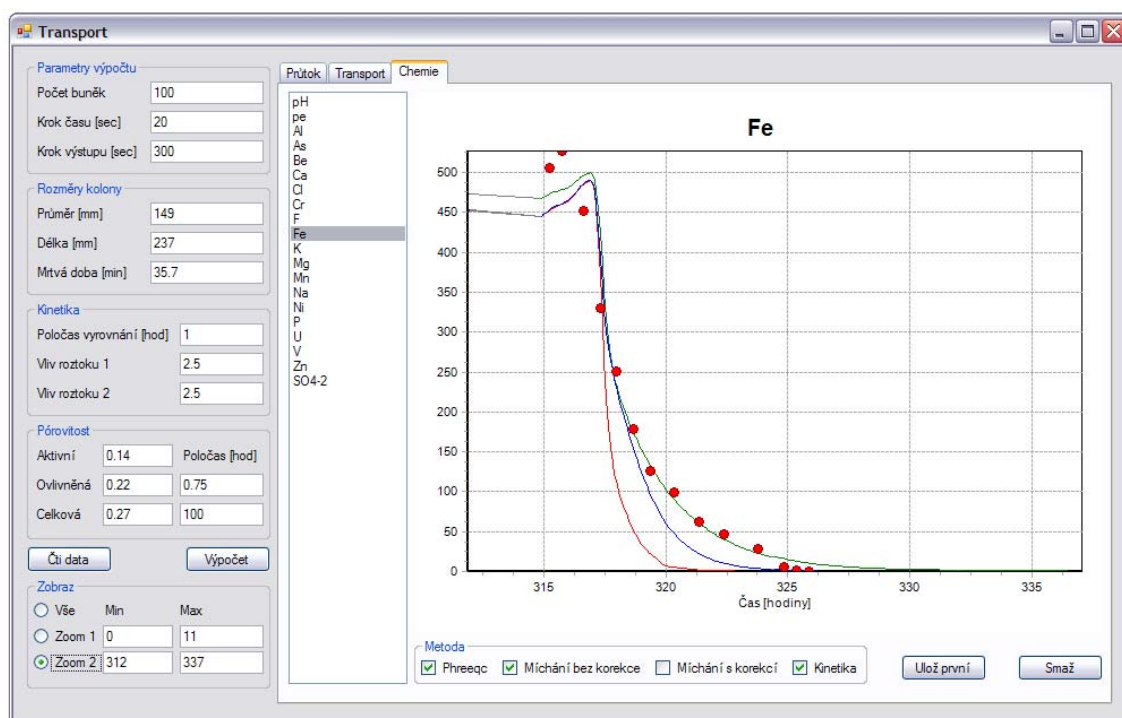 Transport
Parametry výpočtu
Počet buněk 100
Krok času [sec] 20
Krok výstupu [sec] 300
Rozměry kolony
Průměr [mm] 149
Délka [mm] 237
Mrtvá doba [min] 35.7
Kinetika
Poločas vyrovnání [hod] 1
Vliv roztoku 1 2.5
Vliv roztoku 2 2.5
Pórovitost
Aktivní 0.14 Poločas [hod]
Ovlivněná 0.22 0.75
Celková 0.27 100
Čti data Výpočet
Zobraz
Vše Min Max
Zoom 1 0 11
Zoom 2 312 337
Průtok Transport Chemie
pH
pe
Al
As
Be
Ca
Cl
Cr
F
Fe
K
Mg
Mn
Na
Ni
P
U
V
Zn
SO4-2
Fe
500
450
400
350
300
250
200
150
100
50
0
315 320 325 330 335
Čas [hodiny]
Metoda
Phreeqc Míchání bez korekce Míchání s korekcí Kinetika
Ulož první Smaž